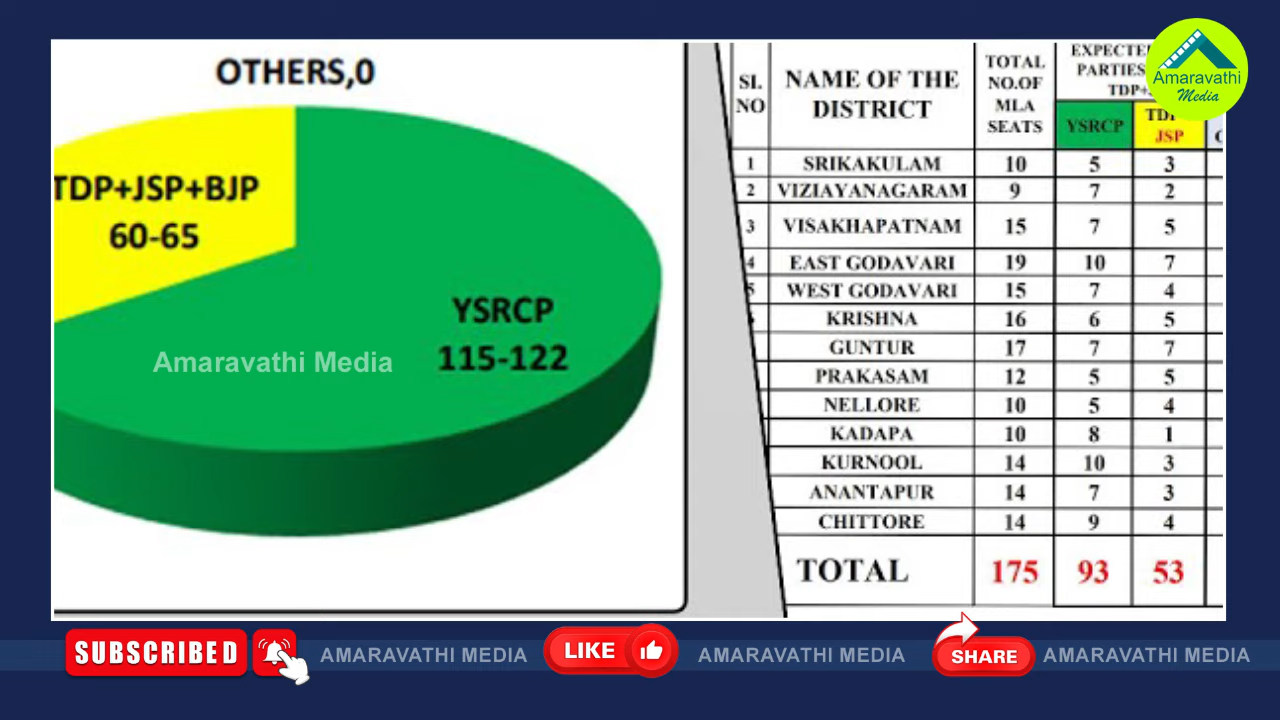 OTHERS,0
TDP+JSP+BJP
60-65
YSRCP
115-122
Amaravathi Media
SI. NO NAME OF THE DISTRICT TOTAL NO.OF MLA SEATS
PARTIES
YSRCP JSP
1 SRIKAKULAM 10 5 3
2 VIZIAYANAGARAM 9 7 2
3 VISAKHAPATNAM 15 7 5
4 EAST GODAVARI 19 10 7
5 WEST GODAVARI 15 7 4
KRISHNA 16 6 5
GUNTUR 17 7 7
PRAKASAM 12 5 5
NELLORE 10 5 4
KADAPA 10 8 1
KURNOOL 14 10 3
ANANTAPUR 14 7 3
CHITTORE 14 9 4
TOTAL 175 93 53
Amaravathi
Media
SUBSCRIBED AMARAVATHI MEDIA LIKE AMARAVATHI MEDIA SHARE AMARAVATHI MEDIA